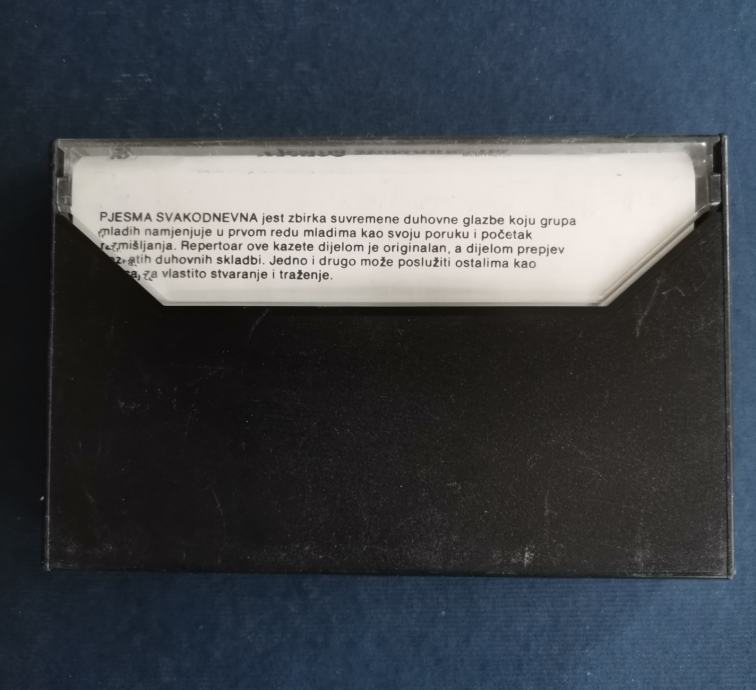 PJESMA SVAKODNEVNA jest zbirka suvremene duhovne glazbe koju grupa
mladih namjenjuje u prvom redu mladima kao svoju poruku i početak
razmišljanja. Repertoar ove kazete dijelom je originalan, a dijelom prepjev
duhovnih skladbi. Jedno i drugo može poslužiti ostalima kao
za vlastito stvaranje i traženje.